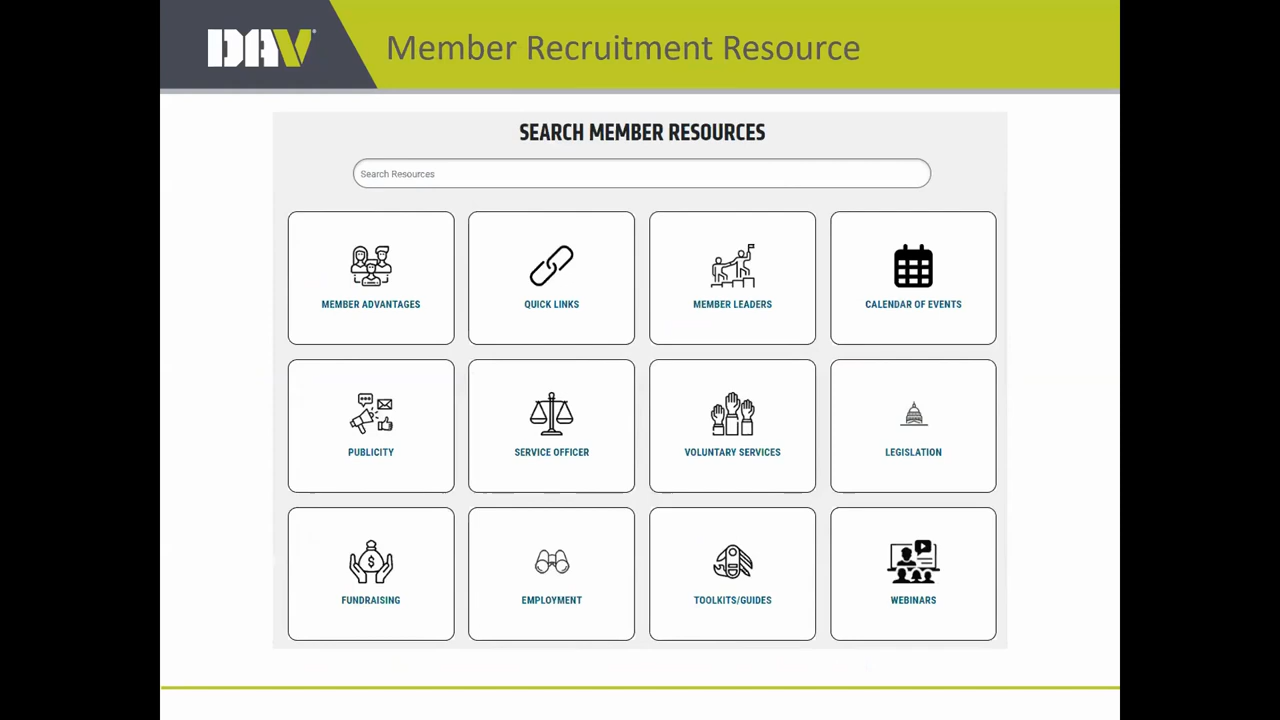 DAV®
Member Recruitment Resource
SEARCH MEMBER RESOURCES
Search Resources
MEMBER ADVANTAGES
QUICK LINKS
MEMBER LEADERS
CALENDAR OF EVENTS
PUBLICITY
SERVICE OFFICER
VOLUNTARY SERVICES
LEGISLATION
$
FUNDRAISING
EMPLOYMENT
TOOLKITS/GUIDES
WEBINARS